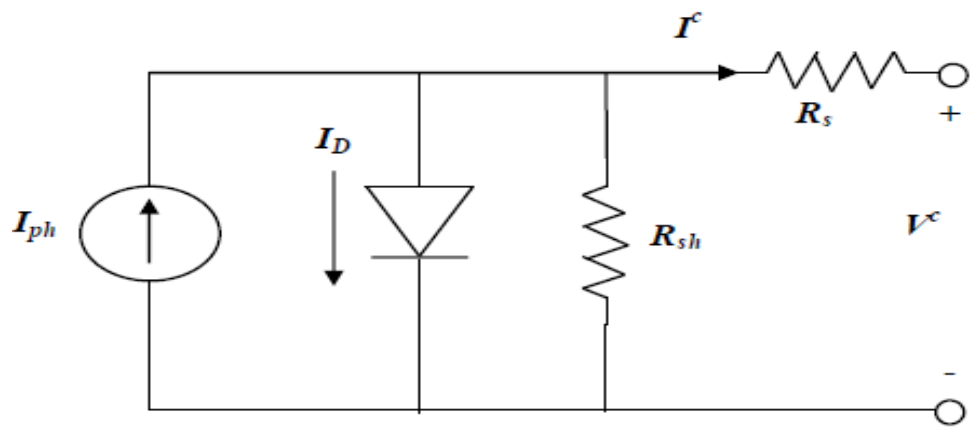 I^c
R_s
+
I_D
I_ph
R_sh
V^c
-